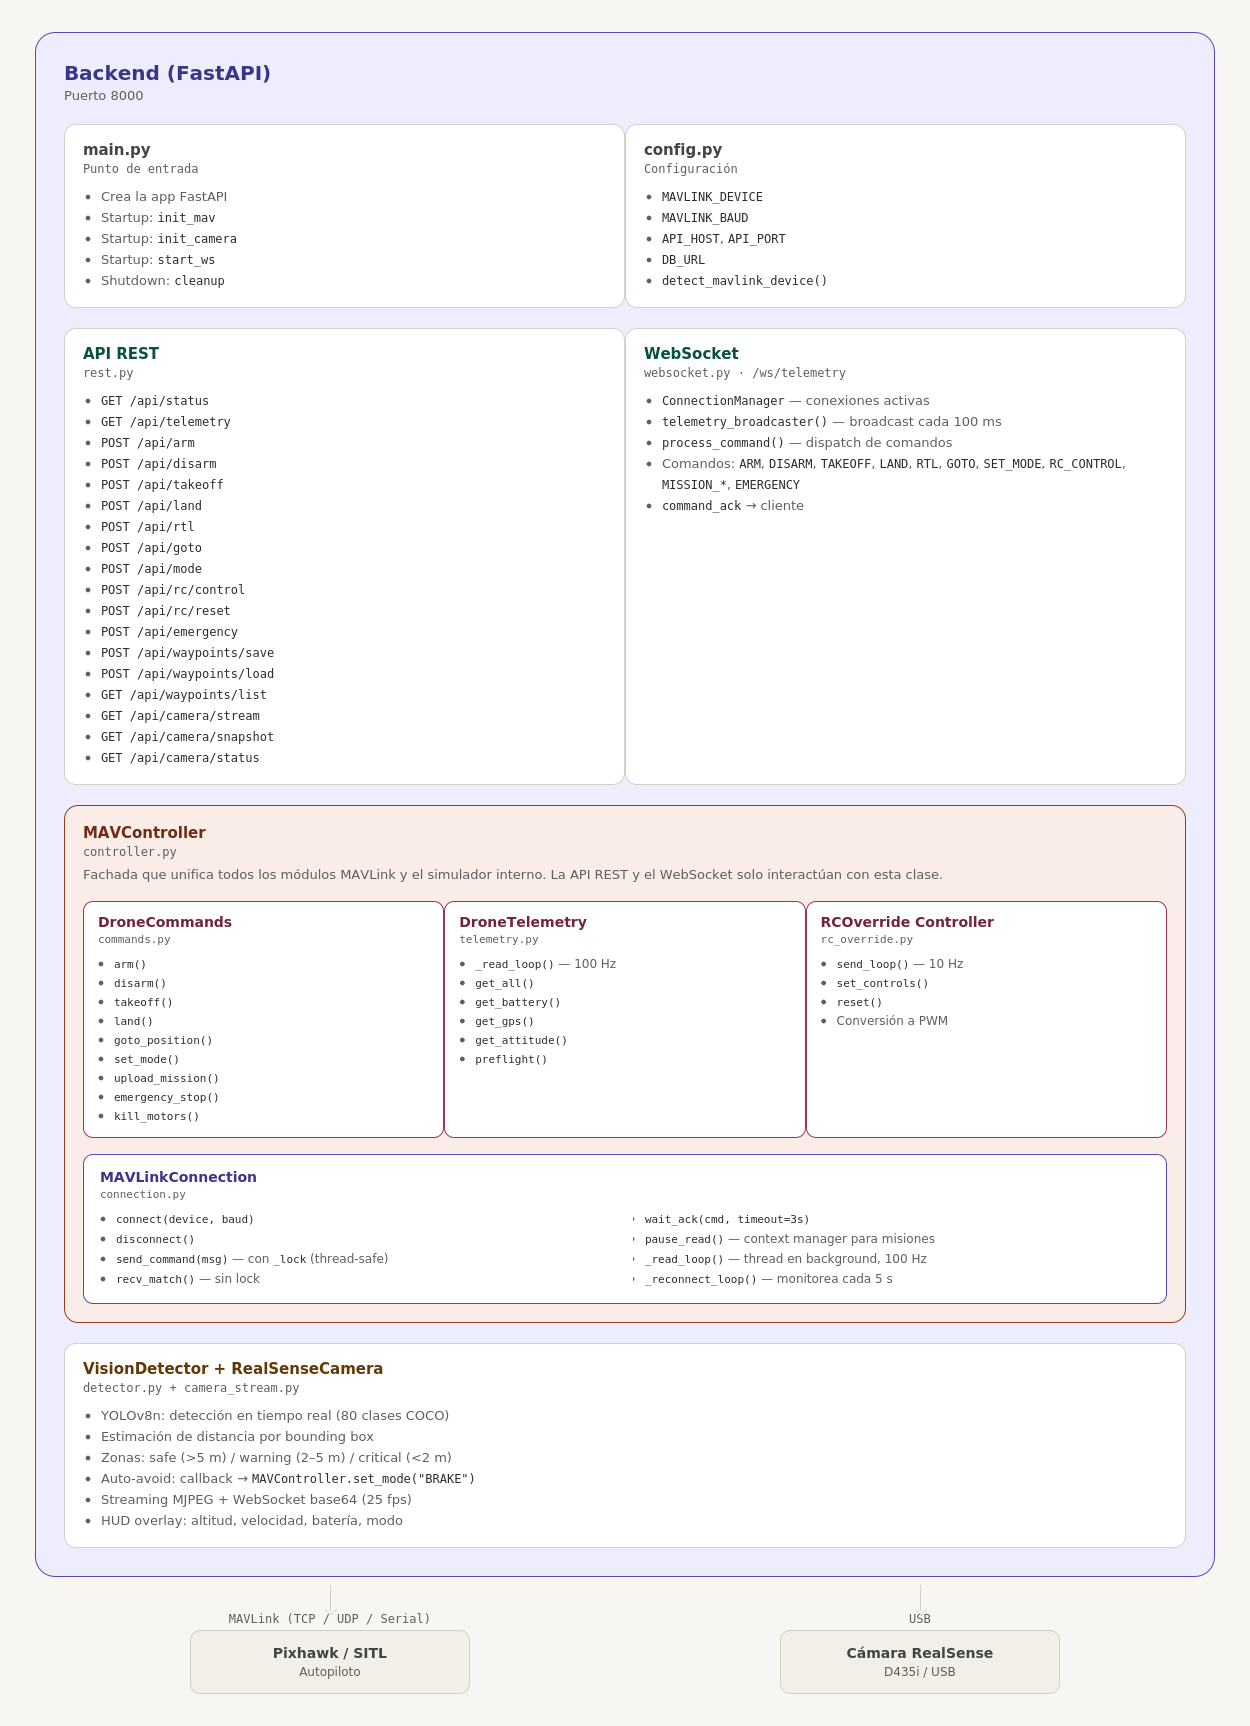 Backend (FastAPI)
Puerto 8000
main.py
Punto de entrada
• Crea la app FastAPI
• Startup: init_mav
• Startup: init_camera
• Startup: start_ws
• Shutdown: cleanup
config.py
Configuración
• MAVLINK_DEVICE
• MAVLINK_BAUD
• API_HOST, API_PORT
• DB_URL
• detect_mavlink_device()
API REST
rest.py
• GET /api/status
• GET /api/telemetry
• POST /api/arm
• POST /api/disarm
• POST /api/takeoff
• POST /api/land
• POST /api/rtl
• POST /api/goto
• POST /api/mode
• POST /api/rc/control
• POST /api/rc/reset
• POST /api/emergency
• POST /api/waypoints/save
• POST /api/waypoints/load
• GET /api/waypoints/list
• GET /api/camera/stream
• GET /api/camera/snapshot
• GET /api/camera/status
WebSocket
websocket.py · /ws/telemetry
• ConnectionManager — conexiones activas
• telemetry_broadcaster() — broadcast cada 100 ms
• process_command() — dispatch de comandos
• Comandos: ARM, DISARM, TAKEOFF, LAND, RTL, GOTO, SET_MODE, RC_CONTROL,
MISSION_*, EMERGENCY
• command_ack → cliente
MAVController
controller.py
Fachada que unifica todos los módulos MAVLink y el simulador interno. La API REST y el WebSocket solo interactúan con esta clase.
DroneCommands
commands.py
• arm()
• disarm()
• takeoff()
• land()
• goto_position()
• set_mode()
• upload_mission()
• emergency_stop()
• kill_motors()
DroneTelemetry
telemetry.py
• _read_loop() — 100 Hz
• get_all()
• get_battery()
• get_gps()
• get_attitude()
• preflight()
RCOverride Controller
rc_override.py
• send_loop() — 10 Hz
• set_controls()
• reset()
• Conversión a PWM
MAVLinkConnection
connection.py
• connect(device, baud)
• disconnect()
• send_command(msg) — con _lock (thread-safe)
• recv_match() — sin lock
• wait_ack(cmd, timeout=3s)
• pause_read() — context manager para misiones
• _read_loop() — thread en background, 100 Hz
• _reconnect_loop() — monitorea cada 5 s
VisionDetector + RealSenseCamera
detector.py + camera_stream.py
• YOLOv8n: detección en tiempo real (80 clases COCO)
• Estimación de distancia por bounding box
• Zonas: safe (>5 m) / warning (2–5 m) / critical (<2 m)
• Auto-avoid: callback → MAVController.set_mode("BRAKE")
• Streaming MJPEG + WebSocket base64 (25 fps)
• HUD overlay: altitud, velocidad, batería, modo
MAVLink (TCP / UDP / Serial)
Pixhawk / SITL
Autopiloto
USB
Cámara RealSense
D435i / USB